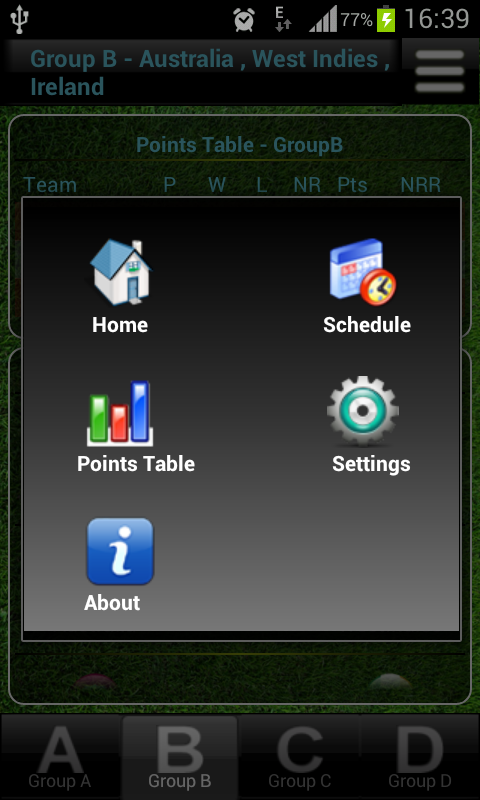 E 77% 16:39
Group B - Australia , West Indies ,
Ireland
Points Table - GroupB
Team P W L NR Pts NRR
Home Schedule
Points Table Settings
i
About
A B C D
Group A Group B Group C Group D